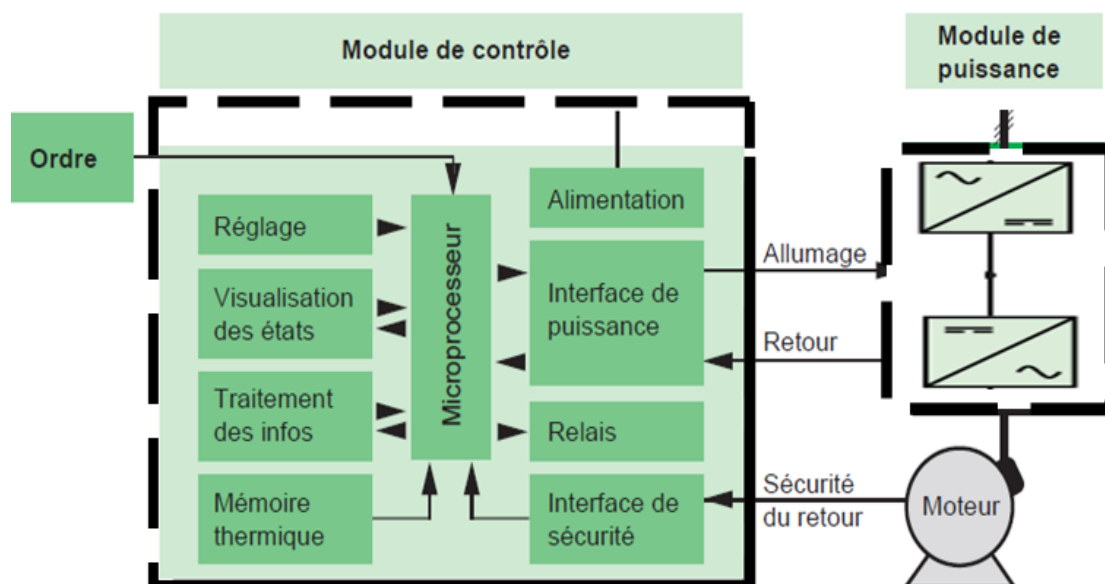 Module de contrôle
Module de
puissance
Ordre
Alimentation
Réglage
Microprocesseur
Allumage
Visualisation
des états
Interface de
puissance
Retour
Traitement
des infos
Relais
Mémoire
thermique
Interface de
sécurité
Sécurité
du retour
Moteur